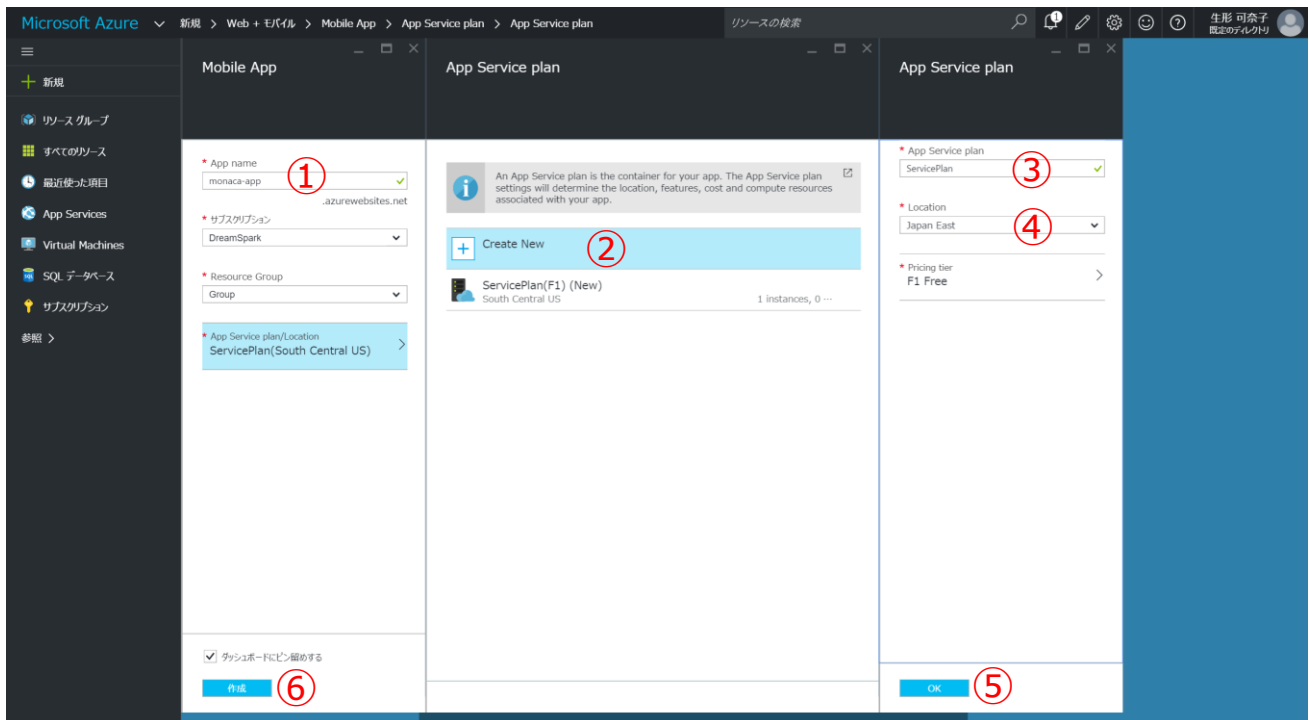 Microsoft Azure 新規 > Web + モバイル > Mobile App > App Service plan > App Service plan リソースの検索 1 生形 可奈子
既定のディレクトリ
新規
リソース グループ
すべてのリソース
最近使った項目
App Services
Virtual Machines
SQL データベース
サブスクリプション
参照 >
Mobile App
* App name
monaca-app ①
.azurewebsites.net
* サブスクリプション
DreamSpark
* Resource Group
Group
* App Service plan/Location
ServicePlan(South Central US)
ダッシュボードにピン留めする
作成 ⑥
App Service plan
An App Service plan is the container for your app. The App Service plan
settings will determine the location, features, cost and compute resources
associated with your app.
Create New ②
ServicePlan(F1) (New)
South Central US 1 instances, 0 ...
App Service plan
* App Service plan
ServicePlan ③
* Location
Japan East ④
* Pricing tier
F1 Free
OK ⑤